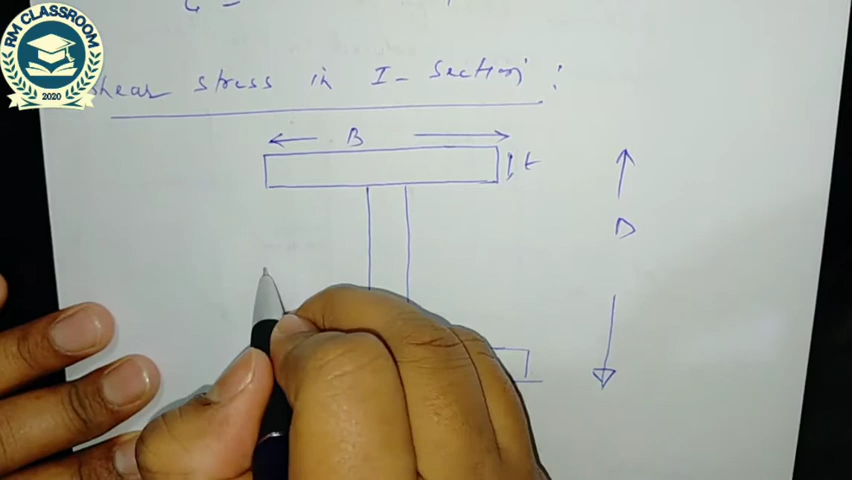 RM CLASSROOM
2020
Shear stress in I - Section :
B
t
D